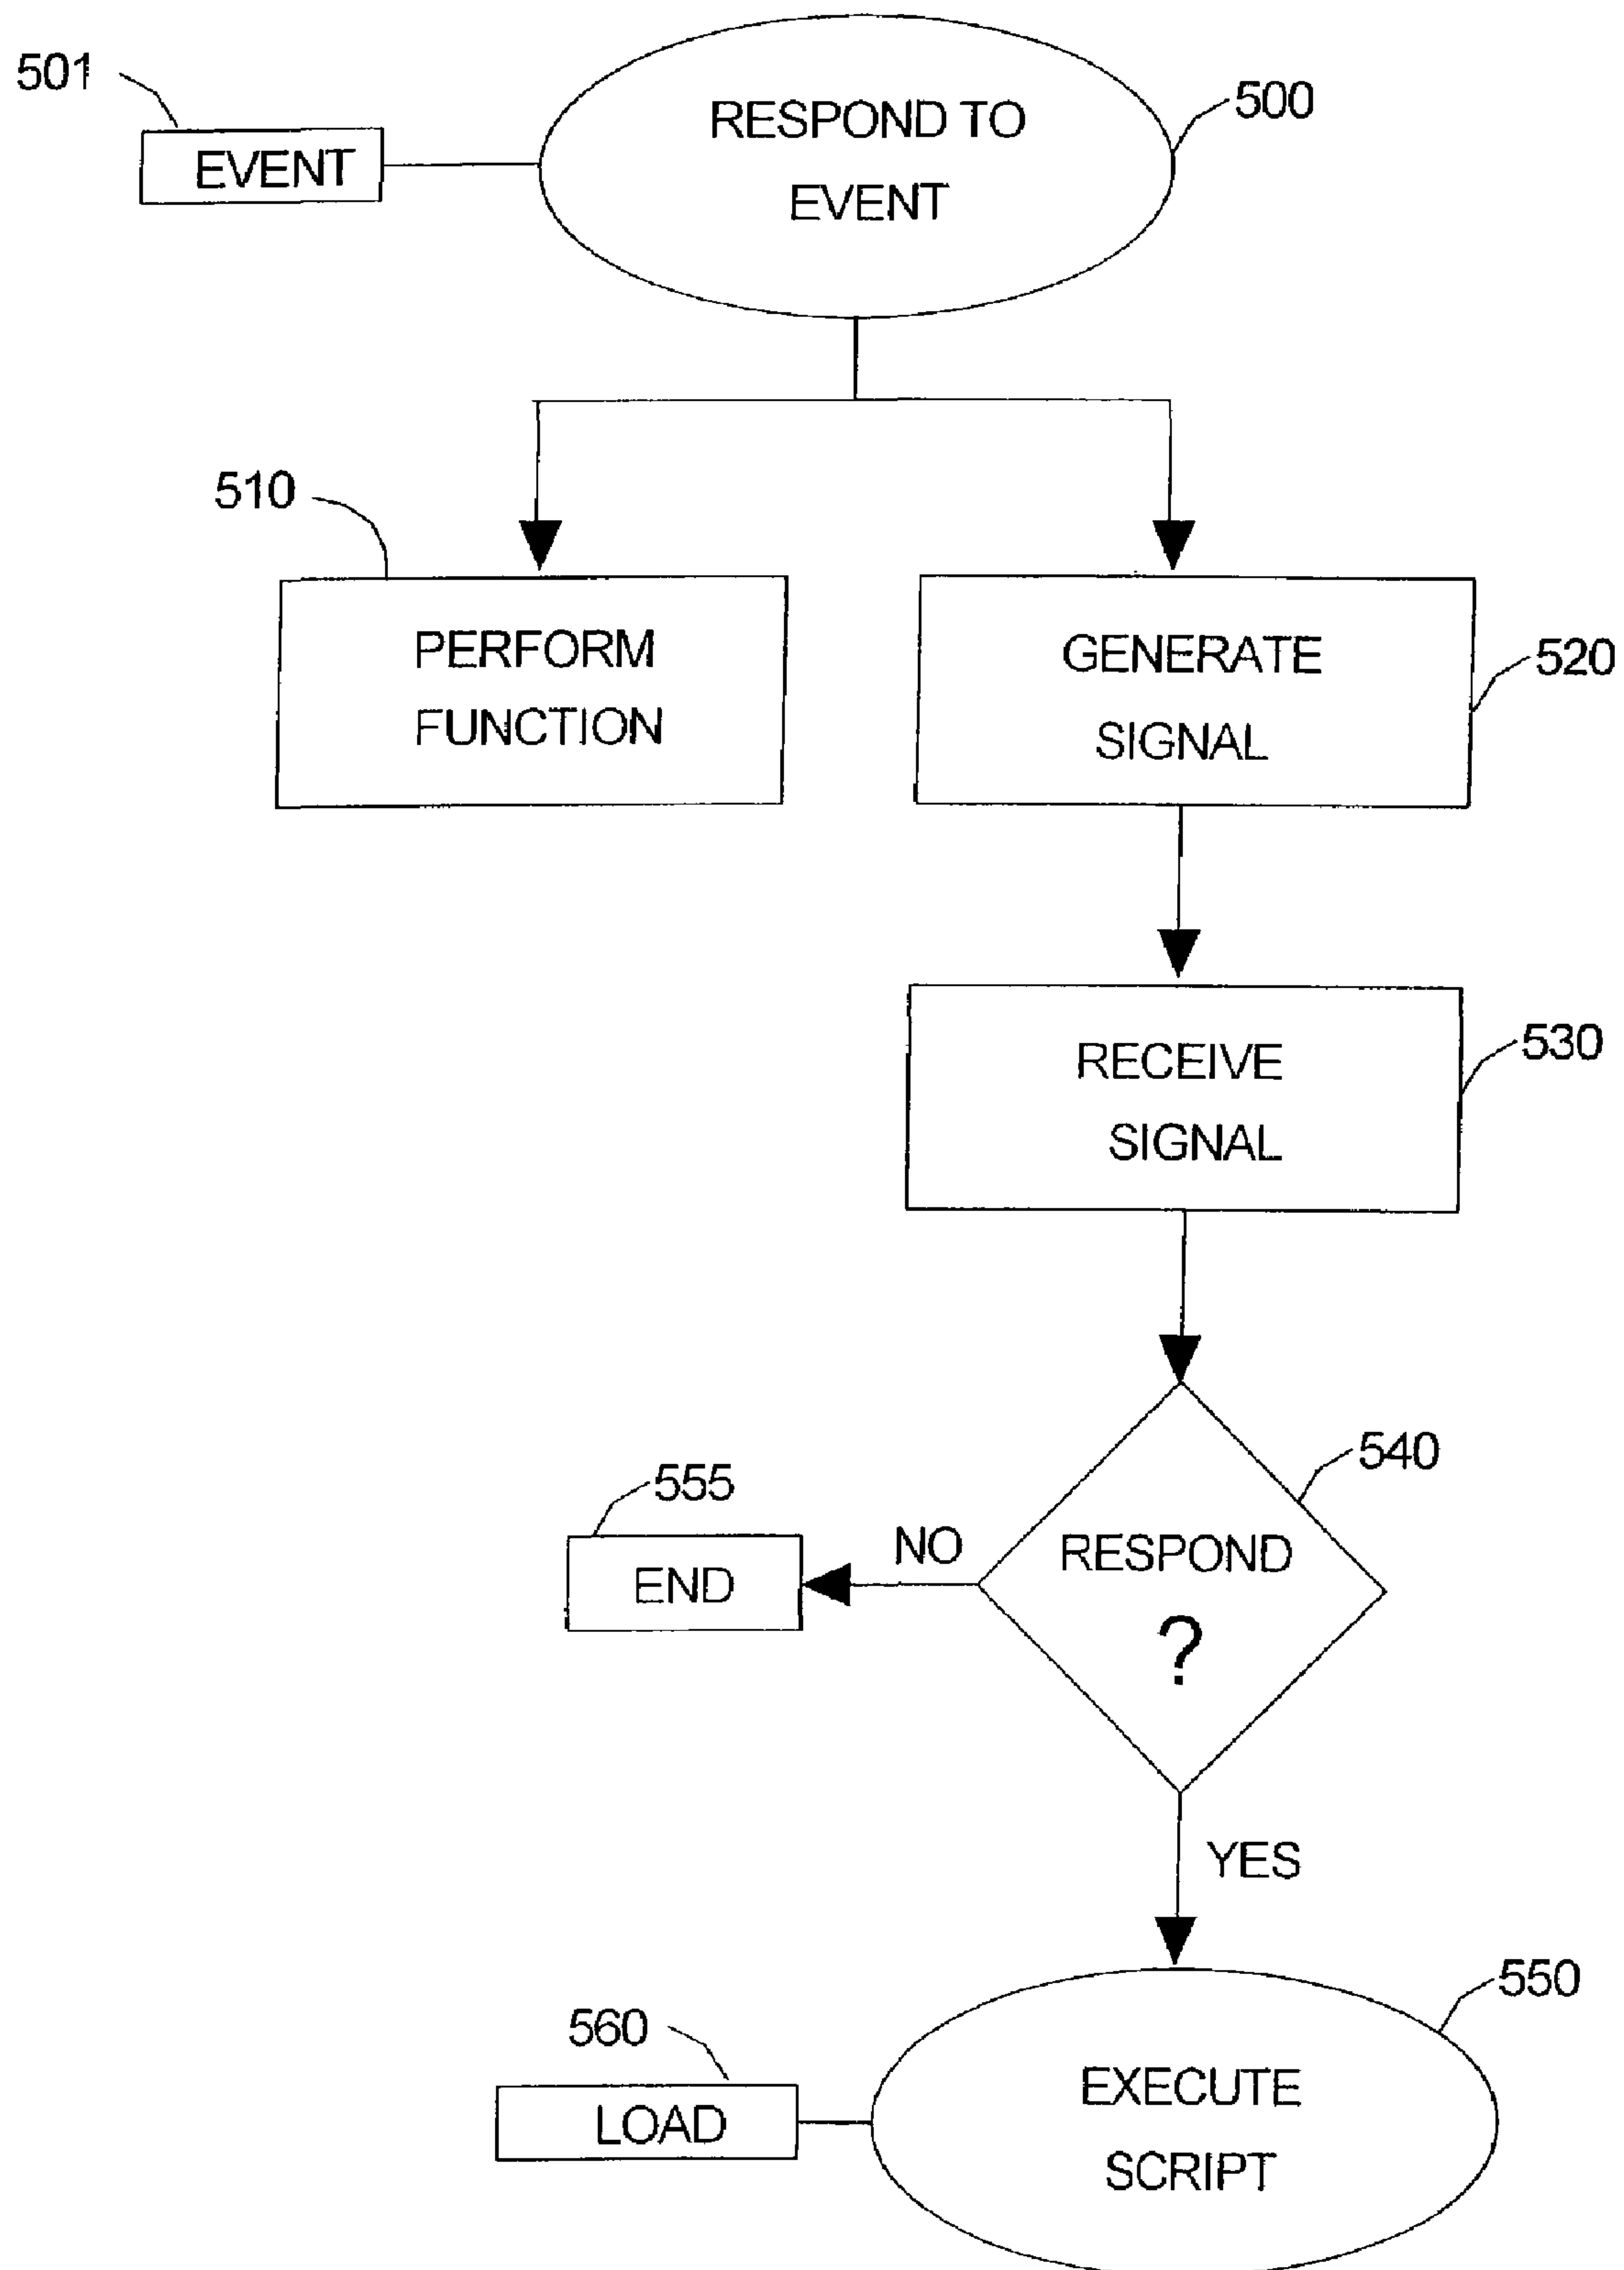 501
EVENT
RESPOND TO
EVENT
500
510
PERFORM
FUNCTION
GENERATE
SIGNAL
520
RECEIVE
SIGNAL
530
540
RESPOND
?
555
END
NO
YES
550
560
LOAD
EXECUTE
SCRIPT